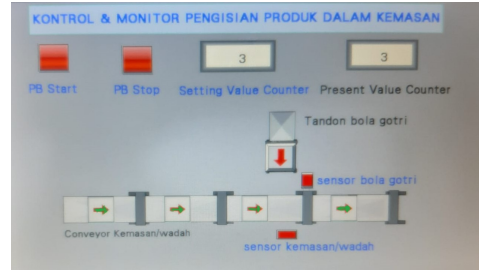 KONTROL & MONITOR PENGISIAN PRODUK DALAM KEMASAN
3
3
PB Start
PB Stop
Setting Value Counter
Present Value Counter
Tandon bola gotri
sensor bola gotri
Conveyor Kemasan/wadah
sensor kemasan/wadah